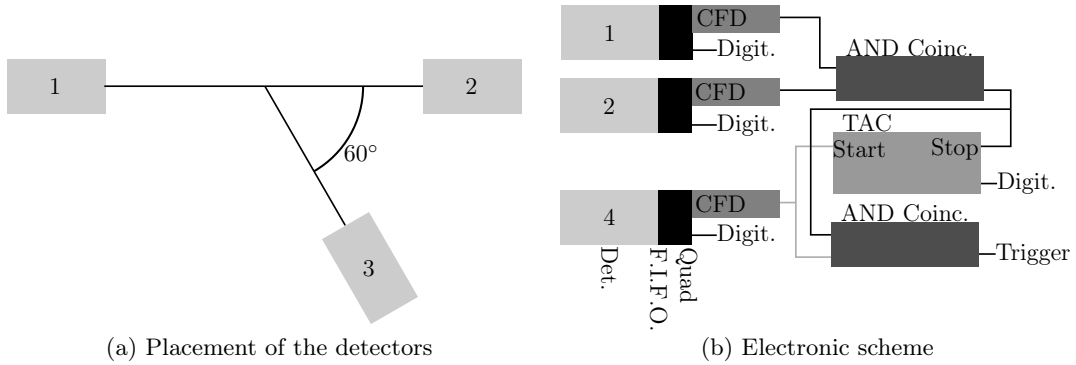 1
2
60°
3
(a) Placement of the detectors
1
CFD
Digit.
2
CFD
Digit.
4
CFD
Digit.
Det.
F.I.F.O.
Quad
AND Coinc.
TAC
Start
Stop
Digit.
AND Coinc.
Trigger
(b) Electronic scheme